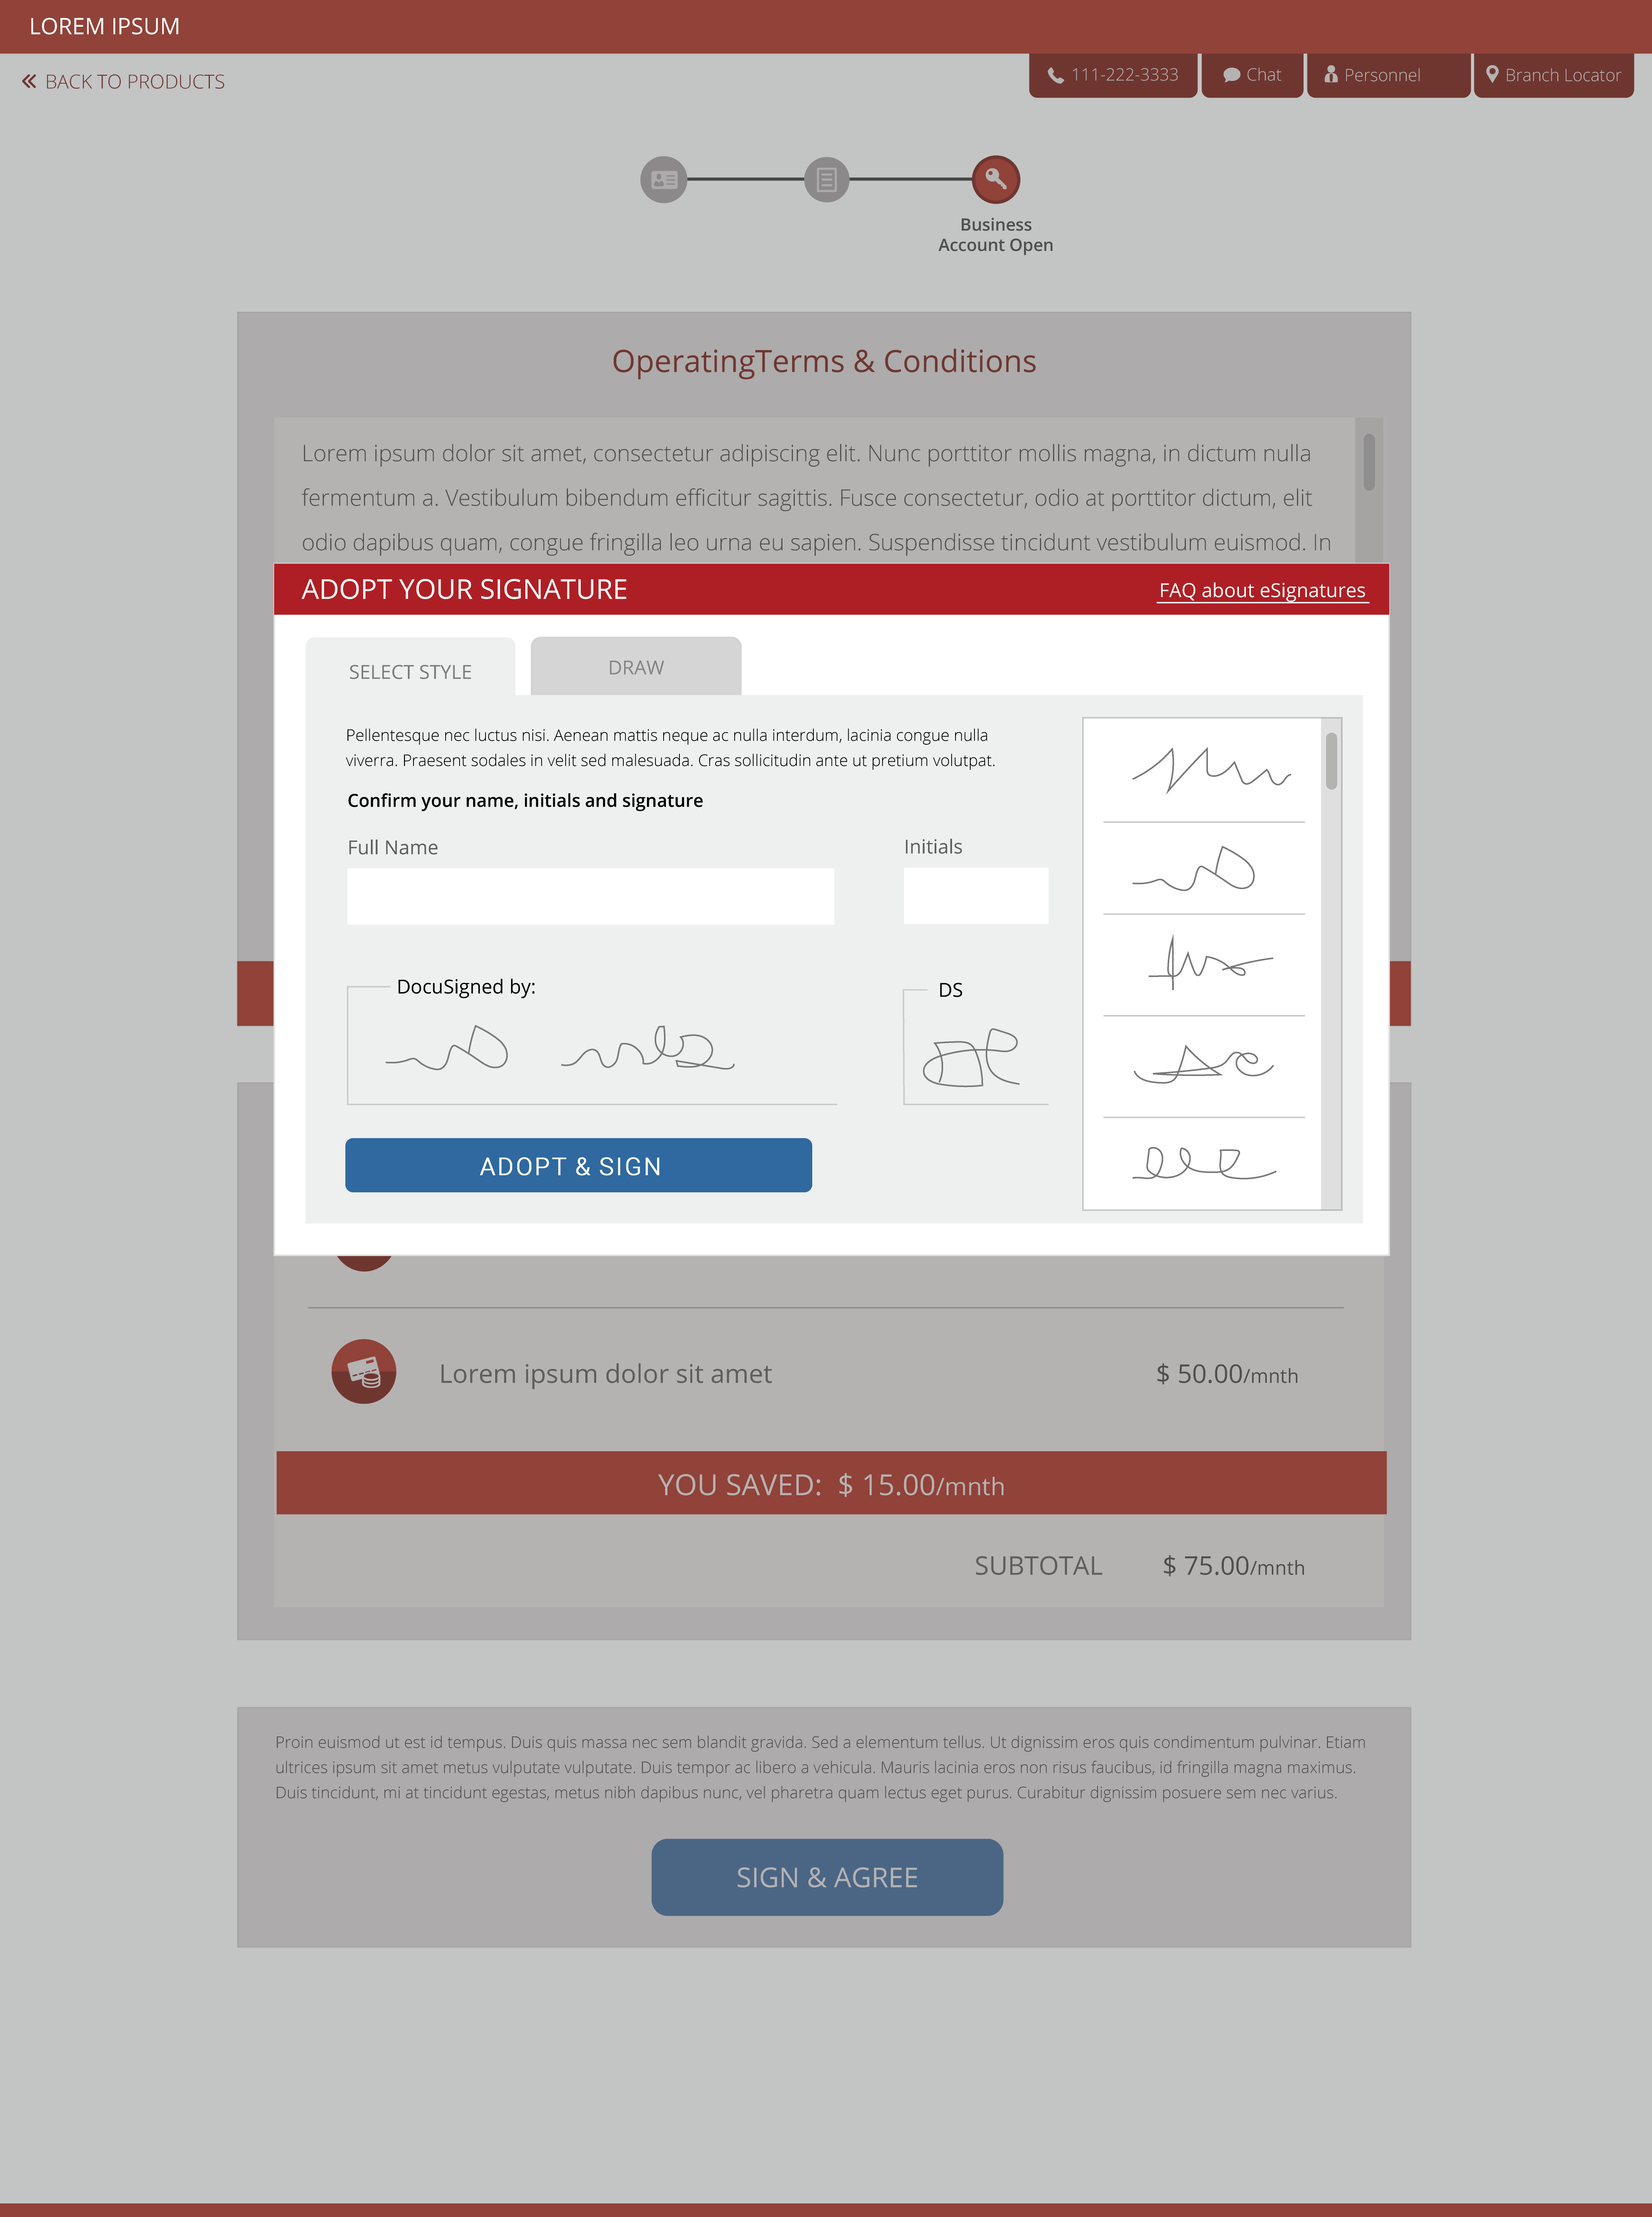 LOREM IPSUM
BACK TO PRODUCTS
111-222-3333
Chat
Personnel
Branch Locator
Business
Account Open
OperatingTerms & Conditions
Lorem ipsum dolor sit amet, consectetur adipiscing elit. Nunc porttitor mollis magna, in dictum nulla
fermentum a. Vestibulum bibendum efficitur sagittis. Fusce consectetur, odio at porttitor dictum, elit
odio dapibus quam, congue fringilla leo urna eu sapien. Suspendisse tincidunt vestibulum euismod. In
ADOPT YOUR SIGNATURE
FAQ about eSignatures
SELECT STYLE
DRAW
Pellentesque nec luctus nisi. Aenean mattis neque ac nulla interdum, lacinia congue nulla
viverra. Praesent sodales in velit sed malesuada. Cras sollicitudin ante ut pretium volutpat.
Confirm your name, initials and signature
Full Name
Initials
DocuSigned by:
DS
ADOPT & SIGN
Lorem ipsum dolor sit amet
$ 50.00/mnth
YOU SAVED: $ 15.00/mnth
SUBTOTAL
$ 75.00/mnth
Proin euismod ut est id tempus. Duis quis massa nec sem blandit gravida. Sed a elementum tellus. Ut dignissim eros quis condimentum pulvinar. Etiam
ultrices ipsum sit amet metus vulputate vulputate. Duis tempor ac libero a vehicula. Mauris lacinia eros non risus faucibus, id fringilla magna maximus.
Duis tincidunt, mi at tincidunt egestas, metus nibh dapibus nunc, vel pharetra quam lectus eget purus. Curabitur dignissim posuere sem nec varius.
SIGN & AGREE